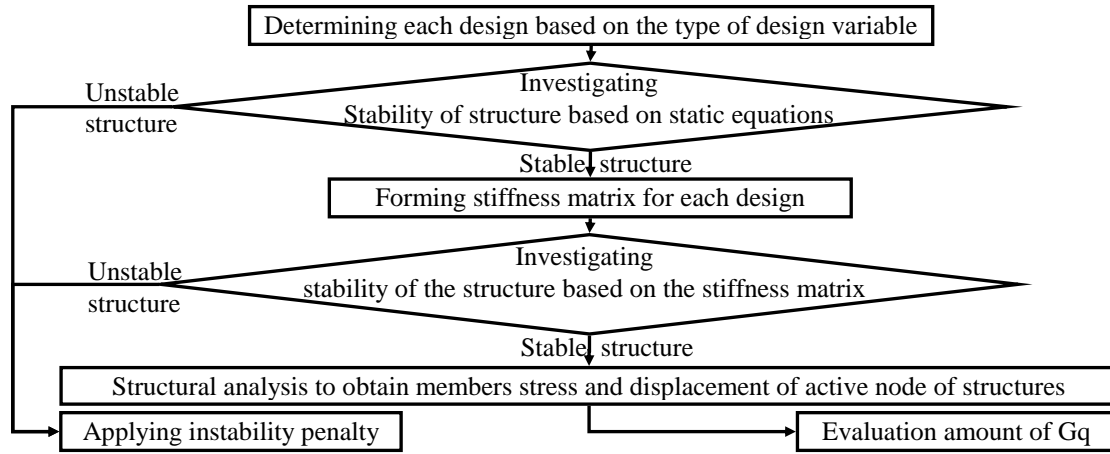 Determining each design based on the type of design variable
Unstable
structure
Investigating
Stability of structure based on static equations
Stable structure
Forming stiffness matrix for each design
Unstable
structure
Investigating
stability of the structure based on the stiffness matrix
Stable structure
Structural analysis to obtain members stress and displacement of active node of structures
Applying instability penalty
Evaluation amount of Gq